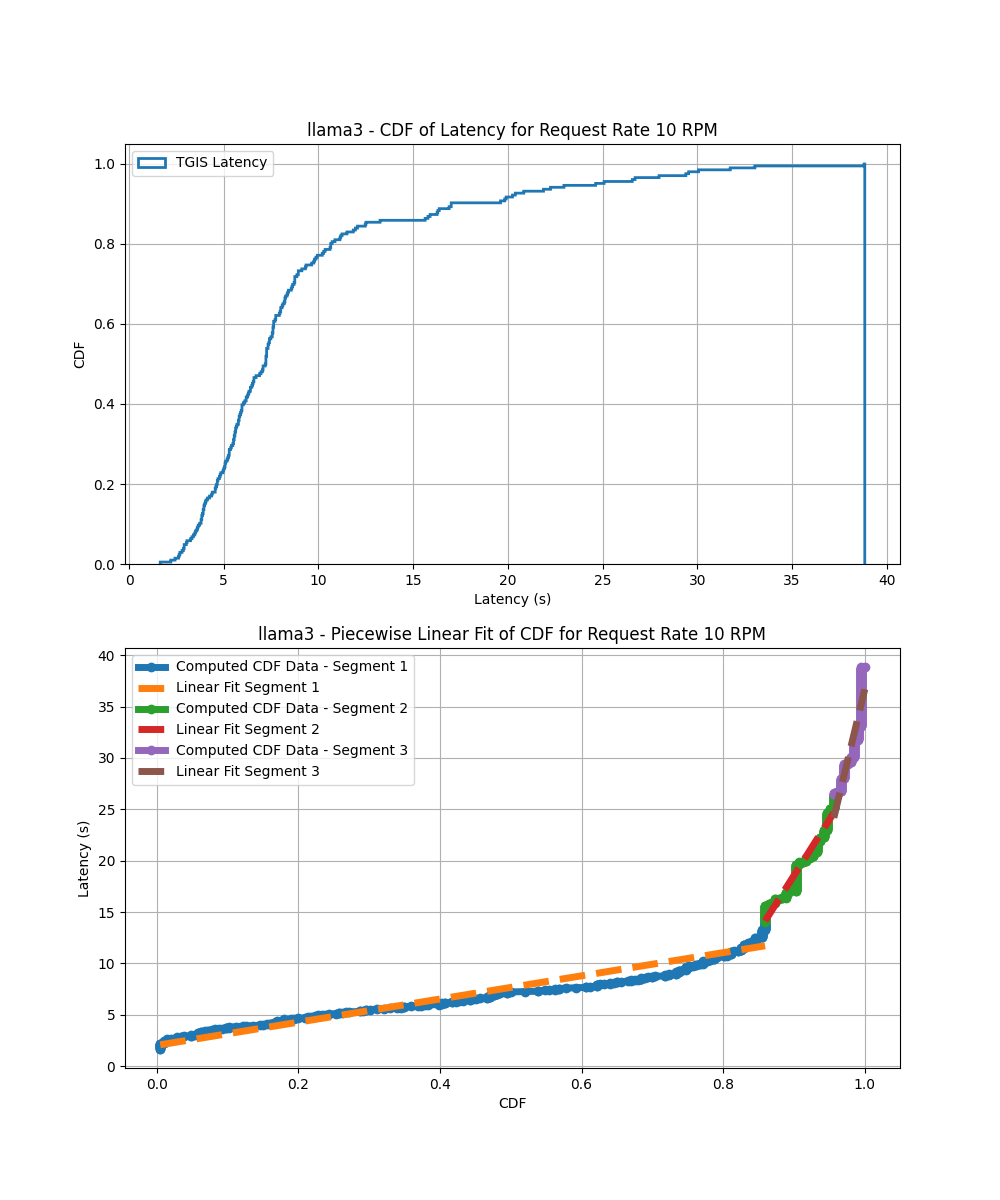 llama3 - CDF of Latency for Request Rate 10 RPM
TGIS Latency
1.0
0.8
0.6
0.4
0.2
0.0
CDF
0 5 10 15 20 25 30 35 40
Latency (s)
llama3 - Piecewise Linear Fit of CDF for Request Rate 10 RPM
Computed CDF Data - Segment 1
Linear Fit Segment 1
Computed CDF Data - Segment 2
Linear Fit Segment 2
Computed CDF Data - Segment 3
Linear Fit Segment 3
40
35
30
25
20
15
10
5
0
Latency (s)
0.0 0.2 0.4 0.6 0.8 1.0
CDF